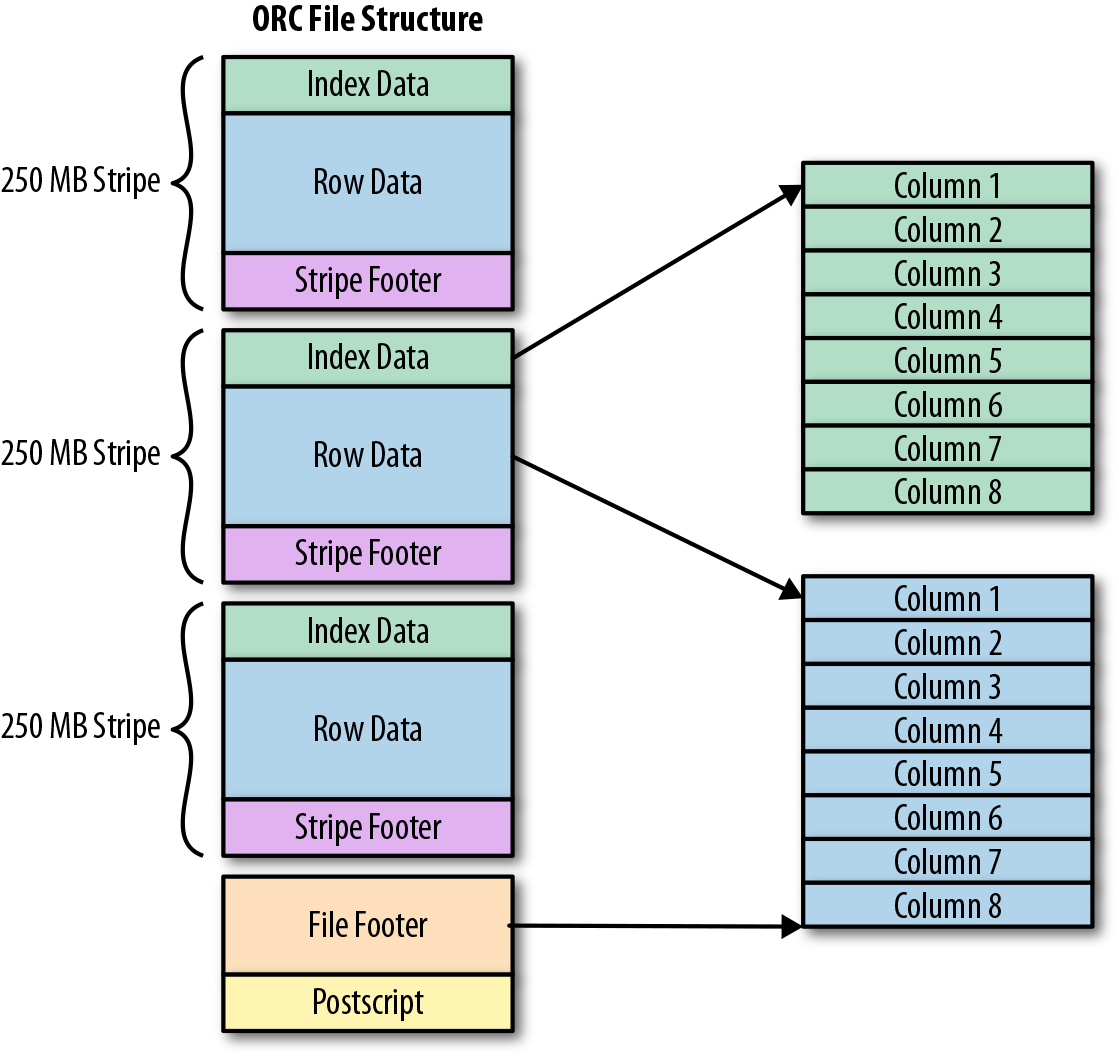 ORC File Structure
250 MB Stripe
Index Data
Row Data
Stripe Footer
250 MB Stripe
Index Data
Row Data
Stripe Footer
250 MB Stripe
Index Data
Row Data
Stripe Footer
File Footer
Postscript
Column 1
Column 2
Column 3
Column 4
Column 5
Column 6
Column 7
Column 8
Column 1
Column 2
Column 3
Column 4
Column 5
Column 6
Column 7
Column 8